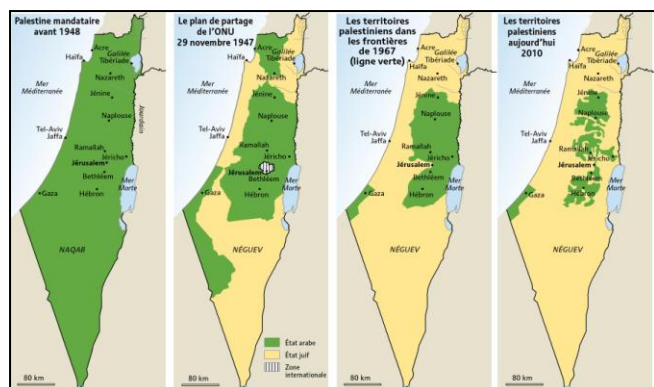 Palestine mandataire
avant 1948
Acre
Galilée
Haïfa
Tibériade
Nazareth
Mer
Méditerranée
Jénine
Naplouse
Tel-Aviv
Jaffa
Ramallah
Jéricho
Jérusalem
Bethléem
Gaza
Hébron
Mer
Morte
NAQAB
80 km
Le plan de partage
de l'ONU
29 novembre 1947
Acre
Galilée
Haïfa
Tibériade
Nazareth
Mer
Méditerranée
Jénine
Naplouse
Tel-Aviv
Jaffa
Ramallah
Jéricho
Jérusalem
Bethléem
Gaza
Hébron
Mer
Morte
NÉGUEV
État arabe
État juif
Zone
internationale
80 km
Les territoires
palestiniens dans
les frontières
de 1967
(ligne verte)
Acre
Galilée
Haïfa
Tibériade
Nazareth
Mer
Méditerranée
Jénine
Naplouse
Tel-Aviv
Jaffa
Ramallah
Jéricho
Jérusalem
Bethléem
Gaza
Hébron
Mer
Morte
NÉGUEV
80 km
Les territoires
palestiniens
aujourd'hui
2010
Acre
Galilée
Haïfa
Tibériade
Nazareth
Mer
Méditerranée
Jénine
Naplouse
Tel-Aviv
Jaffa
Ramallah
Jéricho
Jérusalem
Bethléem
Gaza
Hébron
Mer
Morte
NÉGUEV
80 km